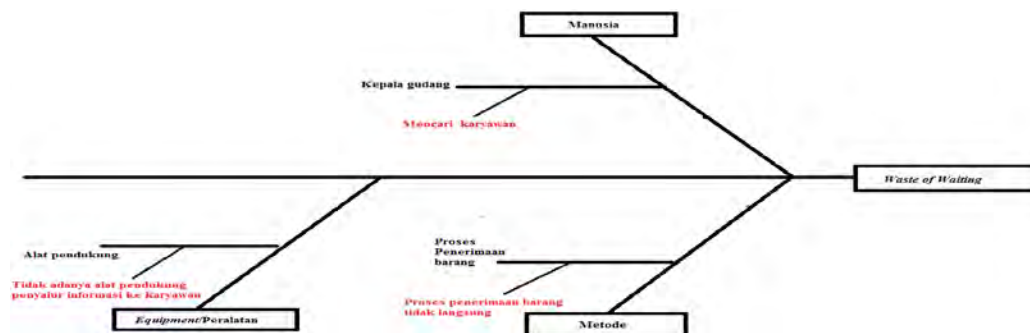 Manusia
Kepala gudang
Mencari karyawan
Waste of Waiting
Alat pendukung
Tidak adanya alat pendukung
penyalur informasi ke karyawan
Equipment/Peralatan
Proses
Penerimaan
barang
Proses penerimaan barang
tidak langsung
Metode